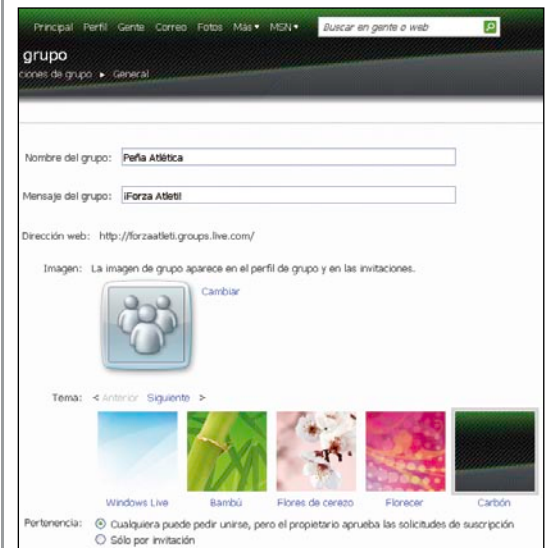 Principal Perfil Gente Correo Fotos Más▾ MSN▾ Buscar en gente o web
grupo
ciones de grupo ▸ General
Nombre del grupo: Peña Atlética
Mensaje del grupo: ¡Forza Atleti!
Dirección web: http://forzaatleti.groups.live.com/
Imagen: La imagen de grupo aparece en el perfil de grupo y en las invitaciones.
Cambiar
Tema: < Anterior Siguiente >
Windows Live Bambú Flores de cerezo Florecer Carbón
Pertenencia: Cualquiera puede pedir unirse, pero el propietario aprueba las solicitudes de suscripción
Sólo por invitación